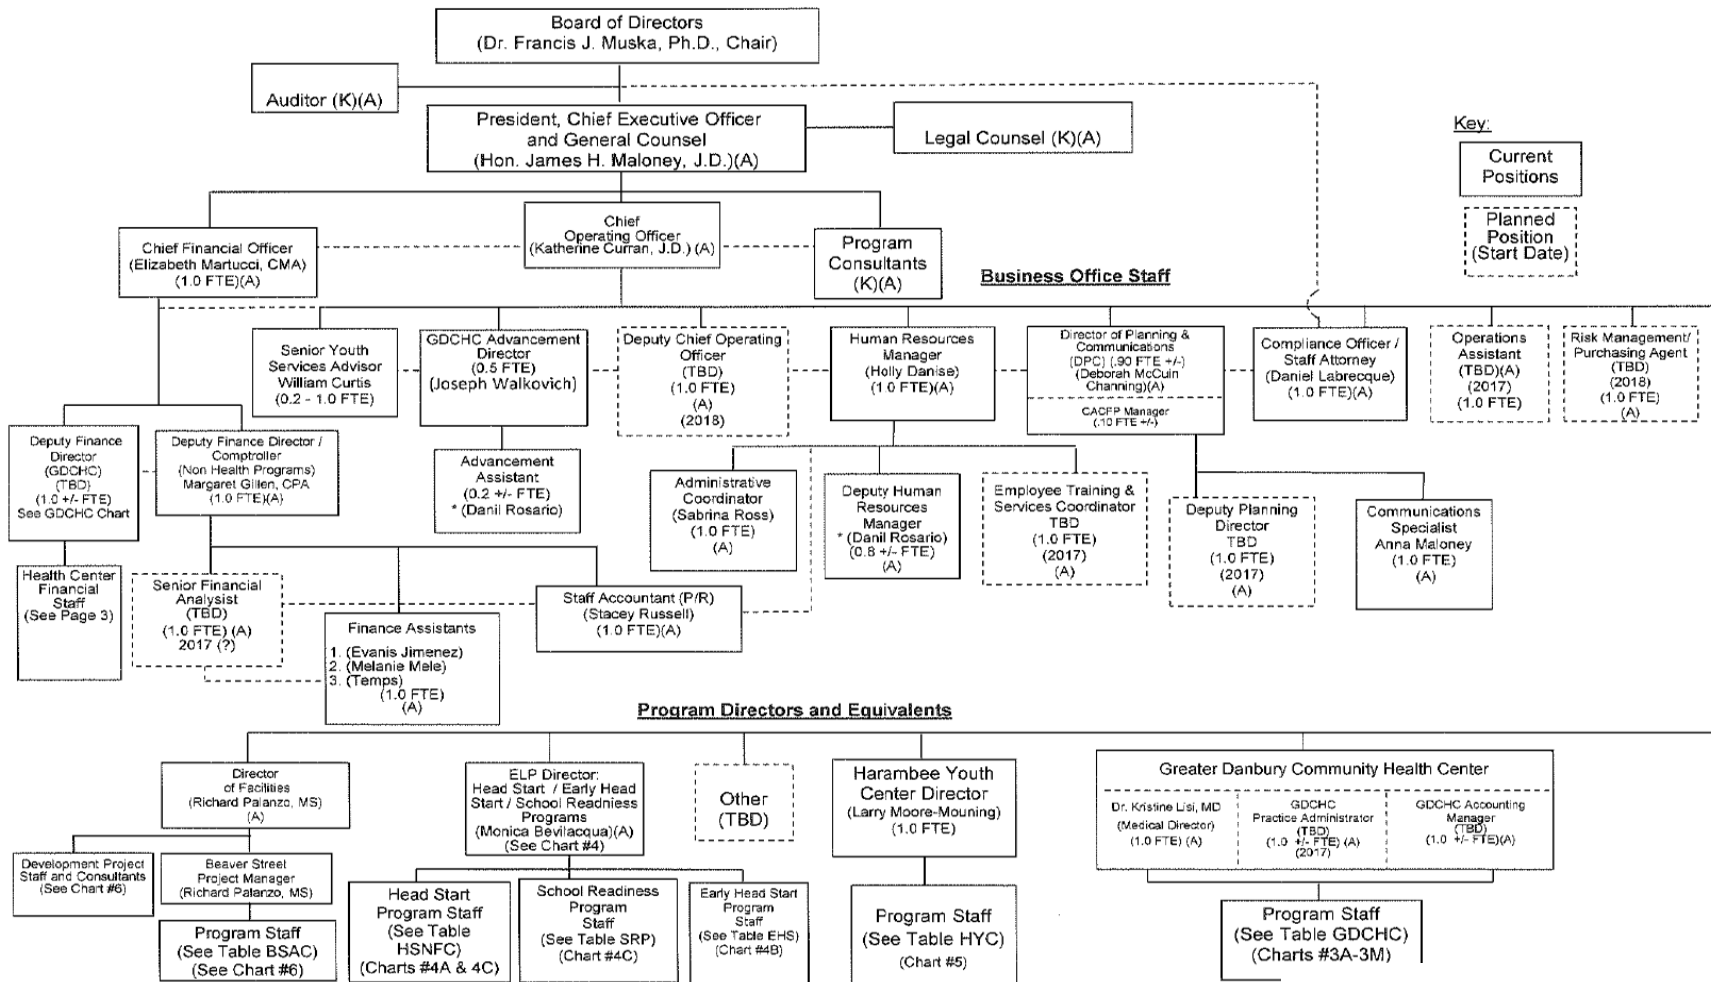 Board of Directors
(Dr. Francis J. Muska, Ph.D., Chair)
Auditor (K)(A)
President, Chief Executive Officer
and General Counsel
(Hon. James H. Maloney, J.D.)(A)
Legal Counsel (K)(A)
Key:
Current
Positions
Planned
Position
(Start Date)
Chief Financial Officer
(Elizabeth Martucci, CMA)
(1.0 FTE)(A)
Chief
Operating Officer
(Katherine Curran, J.D.) (A)
Program
Consultants
(K)(A)
Business Office Staff
Senior Youth
Services Advisor
William Curtis
(0.2 - 1.0 FTE)
GDCHC Advancement
Director
(0.5 FTE)
(Joseph Walkovich)
Deputy Chief Operating
Officer
(TBD)
(1.0 FTE)
(A)
(2018)
Human Resources
Manager
(Holly Danise)
(1.0 FTE)(A)
Director of Planning &
Communications
(DPC) (.90 FTE +/-)
(Deborah McCuin
Channing)(A)
CACFP Manager
(.10 FTE +/-)
Compliance Officer /
Staff Attorney
(Daniel Labrecque)
(1.0 FTE)(A)
Operations
Assistant
(TBD)(A)
(2017)
(1.0 FTE)
Risk Management/
Purchasing Agent
(TBD)
(2018)
(1.0 FTE)
(A)
Deputy Finance
Director
(GDCHC)
(TBD)
(1.0 +/- FTE)
See GDCHC Chart
Deputy Finance Director /
Comptroller
(Non Health Programs)
Margaret Gillen, CPA
(1.0 FTE)(A)
Advancement
Assistant
(0.2 +/- FTE)
* (Danil Rosario)
Administrative
Coordinator
(Sabrina Ross)
(1.0 FTE)
(A)
Deputy Human
Resources
Manager
* (Danil Rosario)
(0.8 +/- FTE)
(A)
Employee Training &
Services Coordinator
TBD
(1.0 FTE)
(2017)
(A)
Deputy Planning
Director
TBD
(1.0 FTE)
(2017)
(A)
Communications
Specialist
Anna Maloney
(1.0 FTE)
(A)
Health Center
Financial
Staff
(See Page 3)
Senior Financial
Analysist
(TBD)
(1.0 FTE) (A)
2017 (?)
Finance Assistants
1. (Evanis Jimenez)
2. (Melanie Mele)
3. (Temps)
(1.0 FTE)
(A)
Staff Accountant (P/R)
(Stacey Russell)
(1.0 FTE)(A)
Program Directors and Equivalents
Director
of Facilities
(Richard Palanzo, MS)
(A)
ELP Director:
Head Start / Early Head
Start / School Readiness
Programs
(Monica Bevilacqua)(A)
(See Chart #4)
Other
(TBD)
Harambee Youth
Center Director
(Larry Moore-Mouning)
(1.0 FTE)
Greater Danbury Community Health Center
Dr. Kristine Lisi, MD
(Medical Director)
(1.0 FTE) (A)
GDCHC
Practice Administrator
(TBD)
(1.0 +/- FTE) (A)
(2017)
GDCHC Accounting
Manager
(TBD)
(1.0 +/- FTE)(A)
Development Project
Staff and Consultants
(See Chart #6)
Beaver Street
Project Manager
(Richard Palanzo, MS)
Program Staff
(See Table BSAC)
(See Chart #6)
Head Start
Program Staff
(See Table
HSNFC)
(Charts #4A & 4C)
School Readiness
Program
Staff
(See Table SRP)
(Chart #4C)
Early Head Start
Program
Staff
(See Table EHS)
(Chart #4B)
Program Staff
(See Table HYC)
(Chart #5)
Program Staff
(See Table GDCHC)
(Charts #3A-3M)